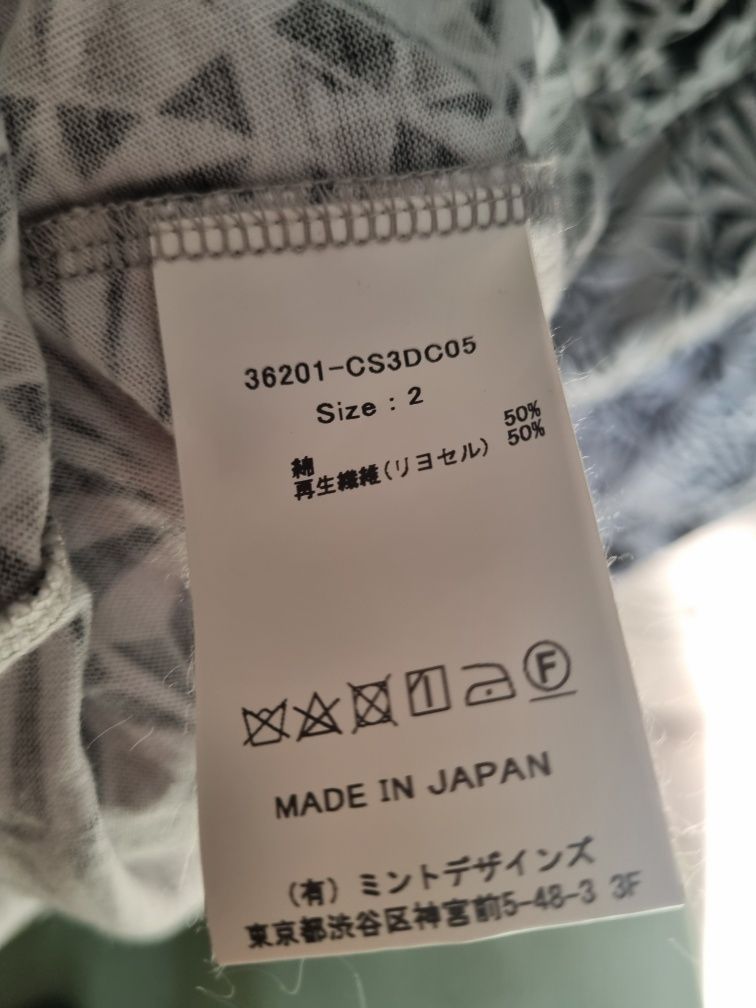 36201-CS3DC05
Size : 2
綿 50%
再生繊維(リヨセル) 50%
F
MADE IN JAPAN
(有) ミントデザインズ
東京都渋谷区神宮前5-48-3 3F